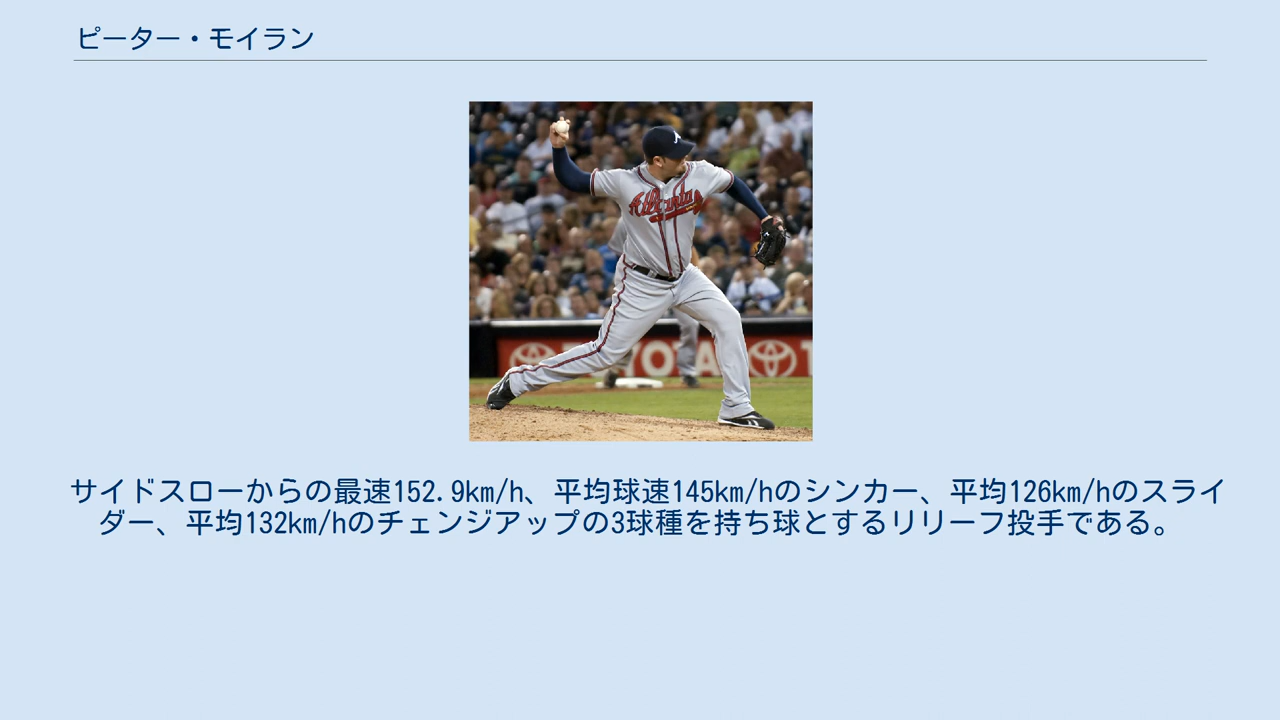 ピーター・モイラン
Atlanta
TOYOTA
サイドスローからの最速152.9km/h、平均球速145km/hのシンカー、平均126km/hのスライ
ダー、平均132km/hのチェンジアップの3球種を持ち球とするリリーフ投手である。